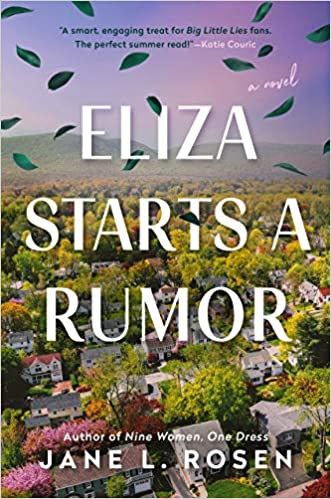 "A smart, engaging treat for Big Little Lies fans.
The perfect summer read!"—Katie Couric
a novel
ELIZA
STARTS A
RUMOR
Author of Nine Women, One Dress
JANE L. ROSEN